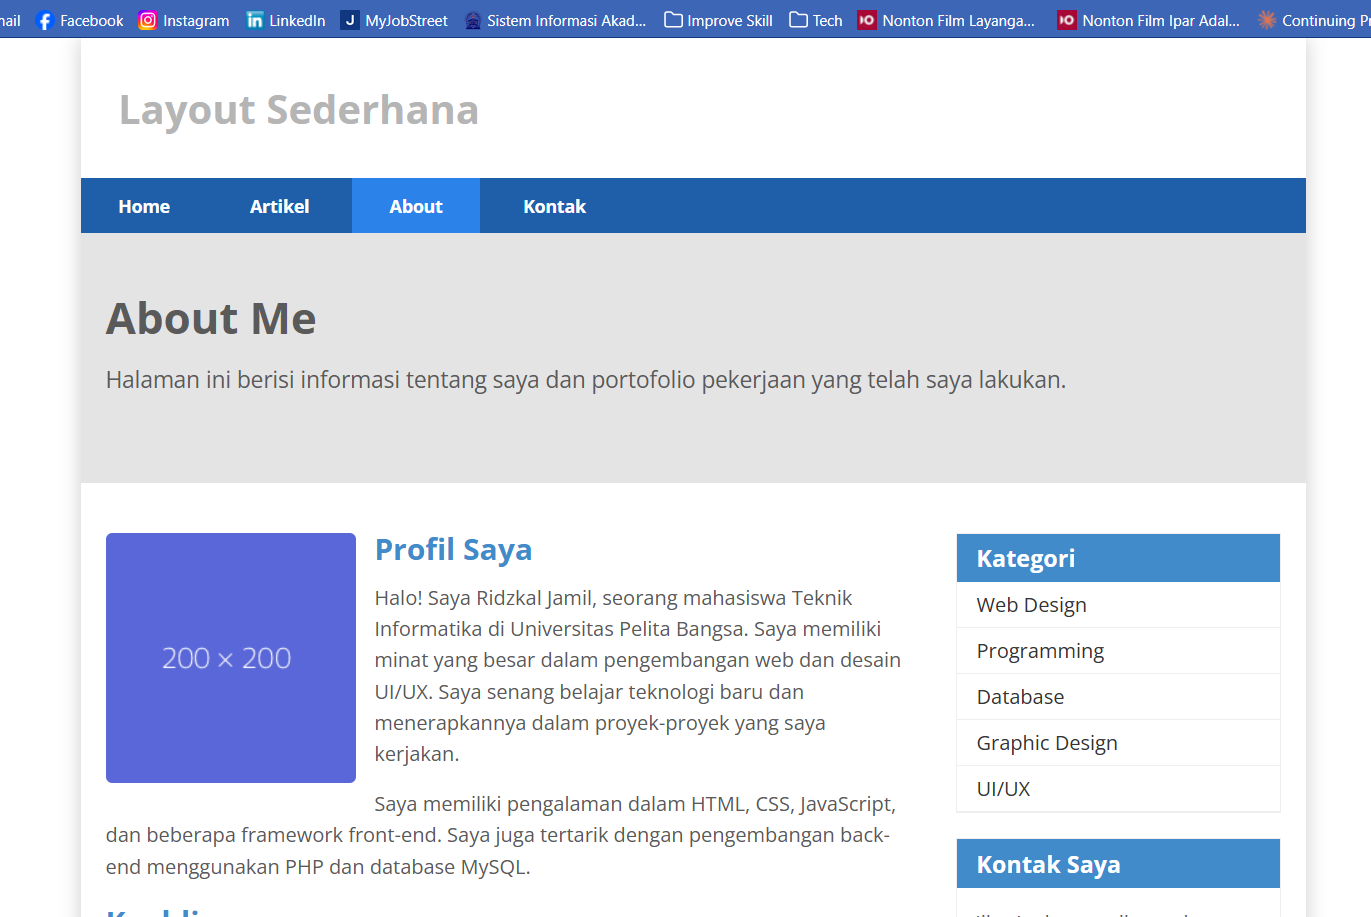 ail Facebook Instagram LinkedIn MyJobStreet Sistem Informasi Akad... Improve Skill Tech Nonton Film Layanga... Nonton Film Ipar Adal... Continuing Pr
Layout Sederhana
Home Artikel About Kontak
About Me
Halaman ini berisi informasi tentang saya dan portofolio pekerjaan yang telah saya lakukan.
200 × 200
Profil Saya
Halo! Saya Ridzkal Jamil, seorang mahasiswa Teknik
Informatika di Universitas Pelita Bangsa. Saya memiliki
minat yang besar dalam pengembangan web dan desain
UI/UX. Saya senang belajar teknologi baru dan
menerapkannya dalam proyek-proyek yang saya
kerjakan.
Saya memiliki pengalaman dalam HTML, CSS, JavaScript,
dan beberapa framework front-end. Saya juga tertarik dengan pengembangan back-
end menggunakan PHP dan database MySQL.
Kategori
Web Design
Programming
Database
Graphic Design
UI/UX
Kontak Saya